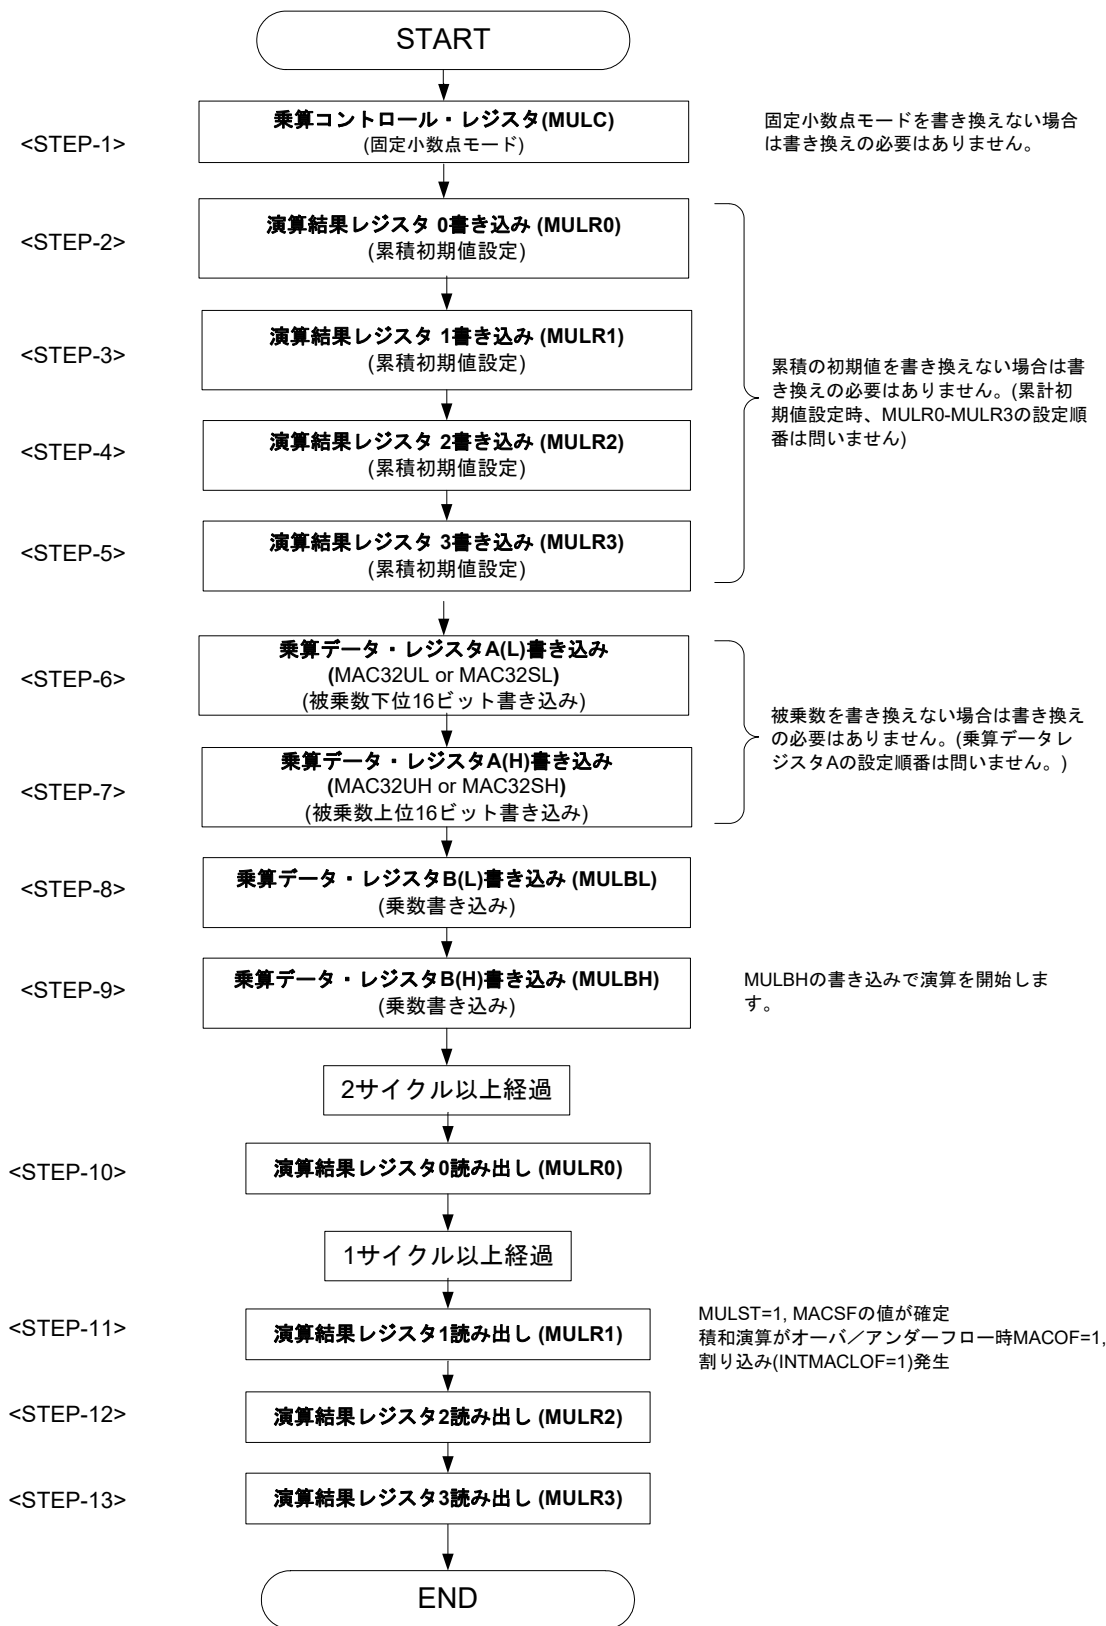 START
<STEP-1>
乗算コントロール・レジスタ(MULC)
(固定小数点モード)
固定小数点モードを書き換えない場合
は書き換えの必要はありません。
<STEP-2>
演算結果レジスタ 0書き込み (MULR0)
(累積初期値設定)
<STEP-3>
演算結果レジスタ 1書き込み (MULR1)
(累積初期値設定)
累積の初期値を書き換えない場合は書
き換えの必要はありません。(累計初
期値設定時、MULR0-MULR3の設定順
番は問いません)
<STEP-4>
演算結果レジスタ 2書き込み (MULR2)
(累積初期値設定)
<STEP-5>
演算結果レジスタ 3書き込み (MULR3)
(累積初期値設定)
<STEP-6>
乗算データ・レジスタA(L)書き込み
(MAC32UL or MAC32SL)
(被乗数下位16ビット書き込み)
被乗数を書き換えない場合は書き換え
の必要はありません。(乗算データレ
ジスタAの設定順番は問いません。)
<STEP-7>
乗算データ・レジスタA(H)書き込み
(MAC32UH or MAC32SH)
(被乗数上位16ビット書き込み)
<STEP-8>
乗算データ・レジスタB(L)書き込み (MULBL)
(乗数書き込み)
<STEP-9>
乗算データ・レジスタB(H)書き込み (MULBH)
(乗数書き込み)
MULBHの書き込みで演算を開始しま
す。
2サイクル以上経過
<STEP-10>
演算結果レジスタ0読み出し (MULR0)
1サイクル以上経過
<STEP-11>
演算結果レジスタ1読み出し (MULR1)
MULST=1, MACSFの値が確定
積和演算がオーバ／アンダーフロー時MACOF=1,
割り込み(INTMACLOF=1)発生
<STEP-12>
演算結果レジスタ2読み出し (MULR2)
<STEP-13>
演算結果レジスタ3読み出し (MULR3)
END